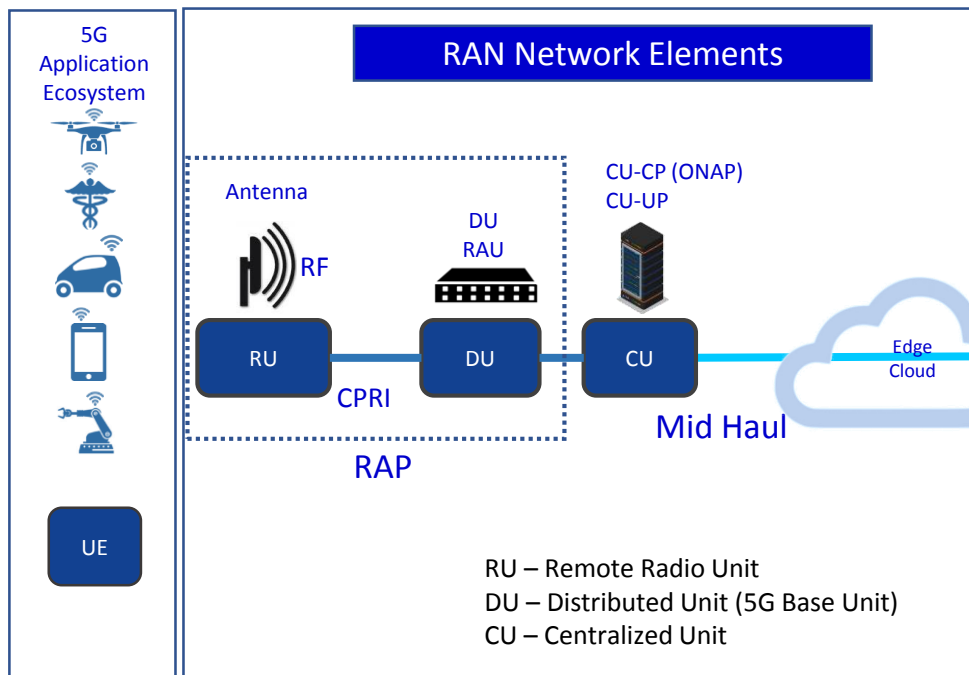 5G
Application
Ecosystem
UE
RAN Network Elements
Antenna
RF
DU
RAU
CU-CP (ONAP)
CU-UP
RU
DU
CU
Edge
Cloud
CPRI
Mid Haul
RAP
RU – Remote Radio Unit
DU – Distributed Unit (5G Base Unit)
CU – Centralized Unit